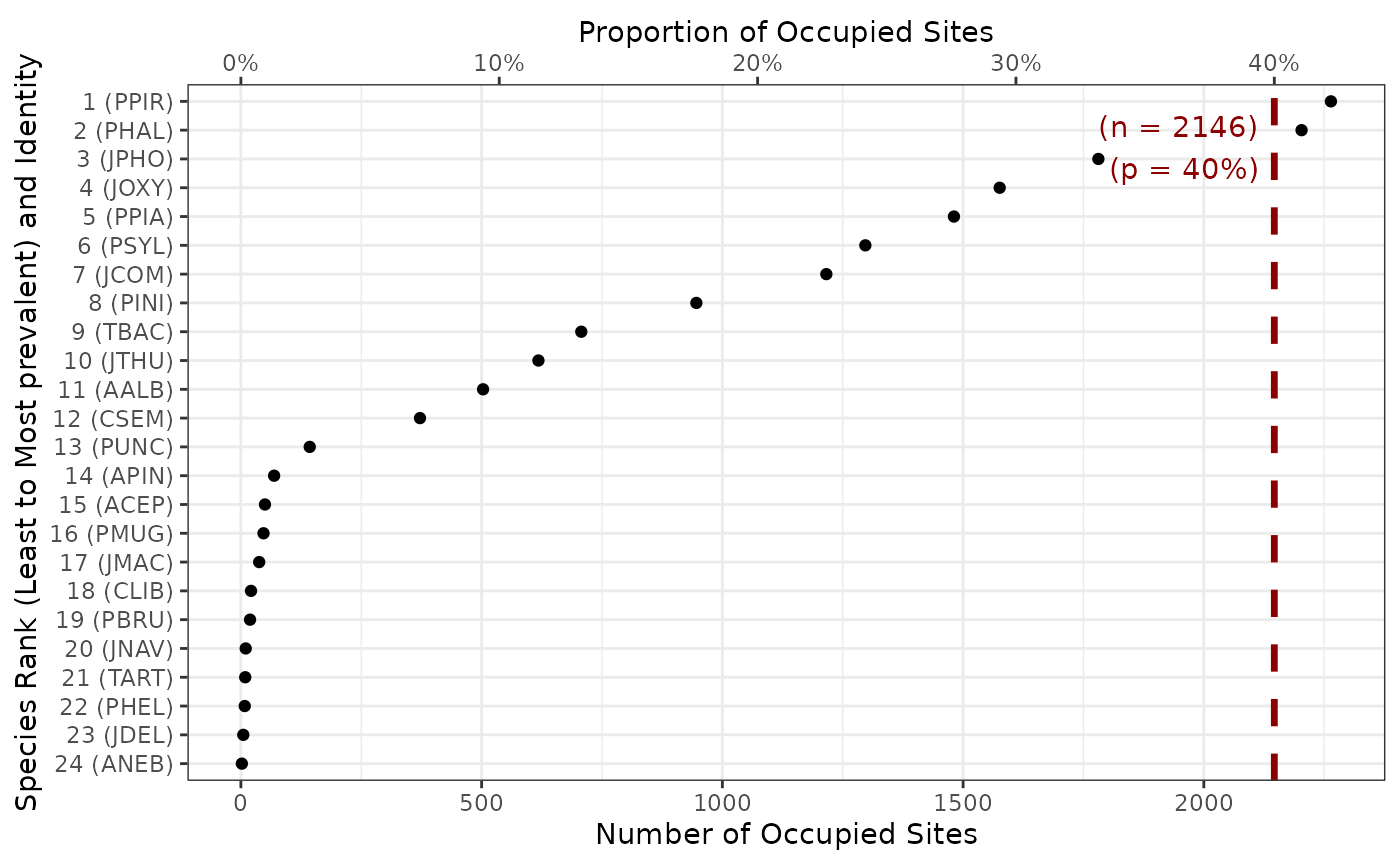 Proportion of Occupied Sites
0% 10% 20% 30% 40%
Species Rank (Least to Most prevalent) and Identity
1 (PPIR)
2 (PHAL)
3 (JPHO)
4 (JOXY)
5 (PPIA)
6 (PSYL)
7 (JCOM)
8 (PINI)
9 (TBAC)
10 (JTHU)
11 (AALB)
12 (CSEM)
13 (PUNC)
14 (APIN)
15 (ACEP)
16 (PMUG)
17 (JMAC)
18 (CLIB)
19 (PBRU)
20 (JNAV)
21 (TART)
22 (PHEL)
23 (JDEL)
24 (ANEB)
(n = 2146)
(p = 40%)
0 500 1000 1500 2000
Number of Occupied Sites